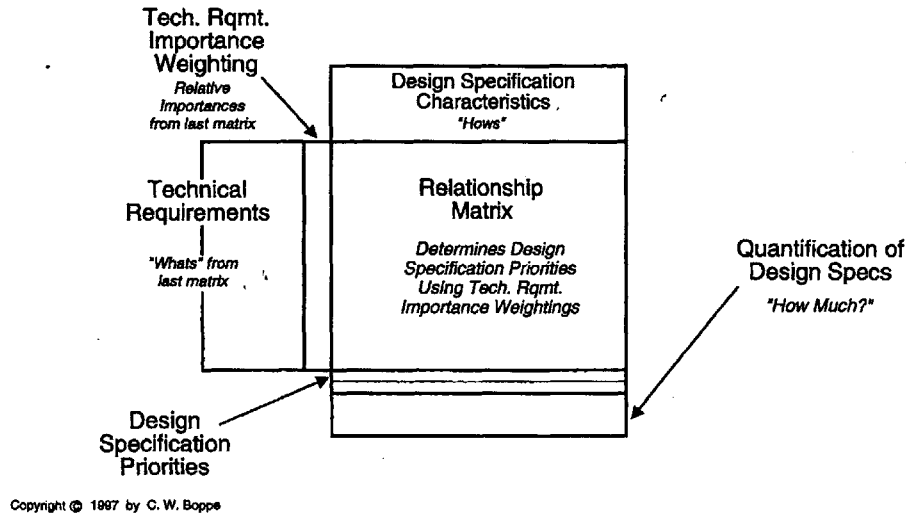 Tech. Rqmt.
Importance
Weighting
Relative
Importances
from last matrix
Design Specification
Characteristics
"Hows"
Technical
Requirements
"Whats" from
last matrix
Relationship
Matrix
Determines Design
Specification Priorities
Using Tech. Rqmt.
Importance Weightings
Quantification of
Design Specs
"How Much?"
Design
Specification
Priorities
Copyright © 1997 by C. W. Boppe